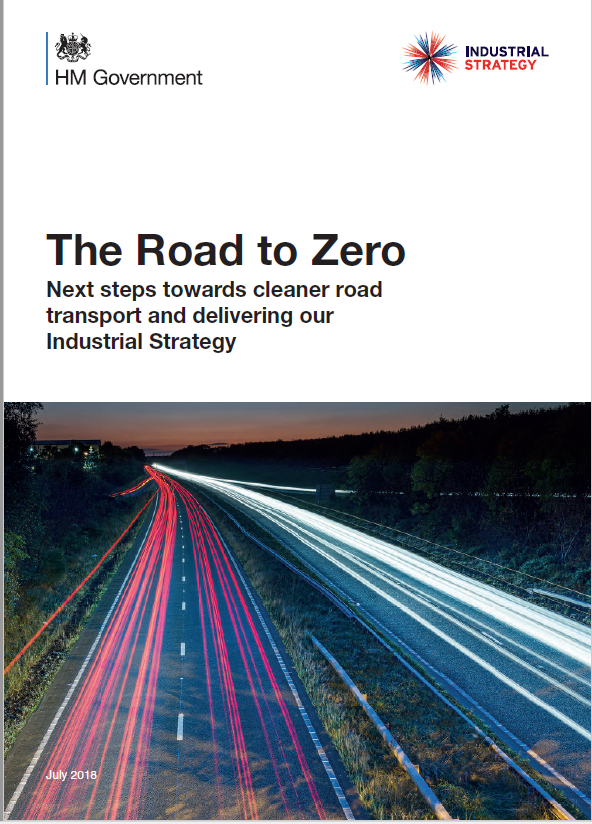 HM Government
INDUSTRIAL
STRATEGY
The Road to Zero
Next steps towards cleaner road
transport and delivering our
Industrial Strategy
July 2018